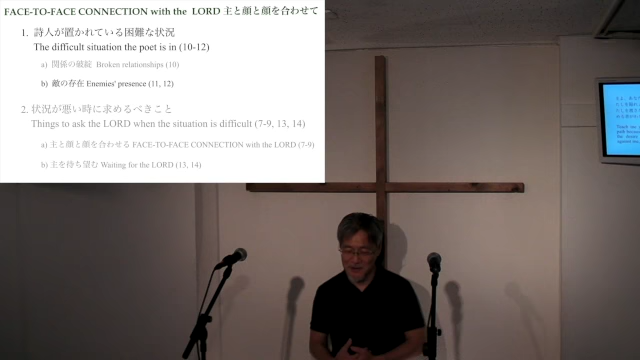 FACE-TO-FACE CONNECTION with the LORD 主と顔と顔を合わせて
1. 詩人が置かれている困難な状況
The difficult situation the poet is in (10-12)
a) 関係の破綻 Broken relationships (10)
b) 敵の存在 Enemies' presence (11, 12)
2. 状況が悪い時に求めるべきこと
Things to ask the LORD when the situation is difficult (7-9, 13, 14)
a) 主と顔と顔を合わせる FACE-TO-FACE CONNECTION with the LORD (7-9)
b) 主を待ち望む Waiting for the LORD (13, 14)